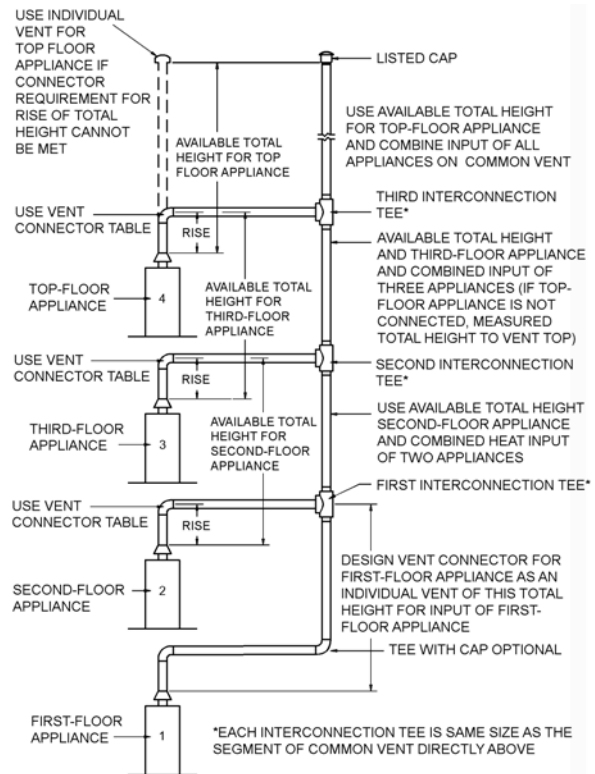 USE INDIVIDUAL
VENT FOR
TOP FLOOR
APPLIANCE IF
CONNECTOR
REQUIREMENT FOR
RISE OF TOTAL
HEIGHT CANNOT
BE MET
LISTED CAP
AVAILABLE TOTAL
HEIGHT FOR TOP
FLOOR APPLIANCE
USE AVAILABLE TOTAL HEIGHT
FOR TOP-FLOOR APPLIANCE
AND COMBINE INPUT OF ALL
APPLIANCES ON COMMON VENT
USE VENT
CONNECTOR TABLE
RISE
THIRD INTERCONNECTION
TEE*
TOP-FLOOR
APPLIANCE
4
AVAILABLE TOTAL
HEIGHT FOR
THIRD-FLOOR
APPLIANCE
AVAILABLE TOTAL HEIGHT
AND THIRD-FLOOR APPLIANCE
AND COMBINED INPUT OF
THREE APPLIANCES (IF TOP-
FLOOR APPLIANCE IS NOT
CONNECTED, MEASURED
TOTAL HEIGHT TO VENT TOP)
USE VENT
CONNECTOR TABLE
RISE
SECOND INTERCONNECTION
TEE*
THIRD-FLOOR
APPLIANCE
3
AVAILABLE TOTAL
HEIGHT FOR
SECOND-FLOOR
APPLIANCE
USE AVAILABLE TOTAL HEIGHT
SECOND-FLOOR APPLIANCE
AND COMBINED HEAT INPUT
OF TWO APPLIANCES
USE VENT
CONNECTOR TABLE
RISE
FIRST INTERCONNECTION TEE*
SECOND-FLOOR
APPLIANCE
2
DESIGN VENT CONNECTOR FOR
FIRST-FLOOR APPLIANCE AS AN
INDIVIDUAL VENT OF THIS TOTAL
HEIGHT FOR INPUT OF FIRST-
FLOOR APPLIANCE
TEE WITH CAP OPTIONAL
FIRST-FLOOR
APPLIANCE
1
*EACH INTERCONNECTION TEE IS SAME SIZE AS THE
SEGMENT OF COMMON VENT DIRECTLY ABOVE